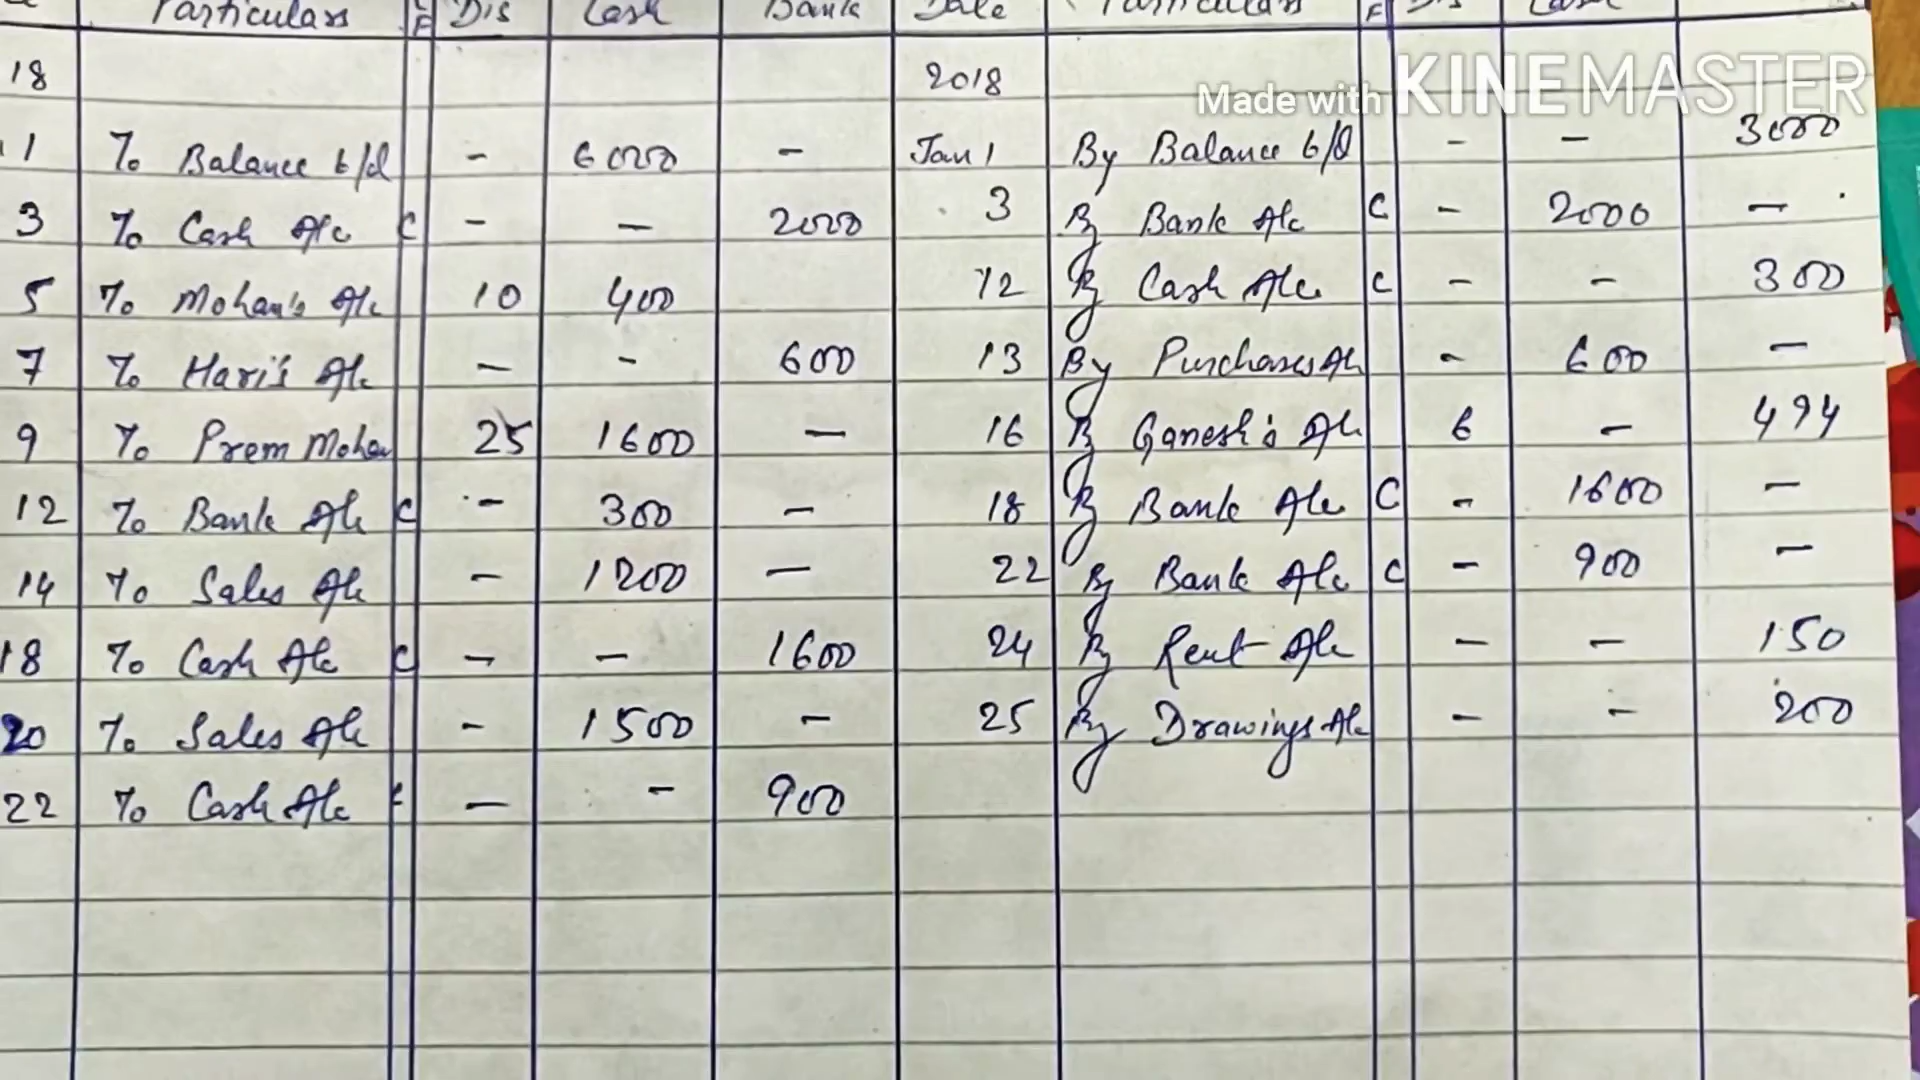 Particulars LF Dis Cash Bank Date Particulars F Dis Cash
18 2018
Made with KINEMASTER
1 To Balance b/d - 6000 - Jan 1 By Balance b/d - - 3000
3 To Cash A/c C - - 2000 3 By Bank A/c C - 2000 -
5 To Mohan's A/c 10 400 12 By Cash A/c C - - 300
7 To Hari's A/c - - 600 13 By Purchases A/c - 600 -
9 To Prem Mohan 25 1600 - 16 By Ganesh's A/c 6 - 494
12 To Bank A/c C - 300 - 18 By Bank A/c C - 1600 -
14 To Sales A/c - 1200 - 22 By Bank A/c C - 900 -
18 To Cash A/c C - - 1600 24 By Rent A/c - - 150
20 To Sales A/c - 1500 - 25 By Drawings A/c - - 200
22 To Cash A/c C - - 900